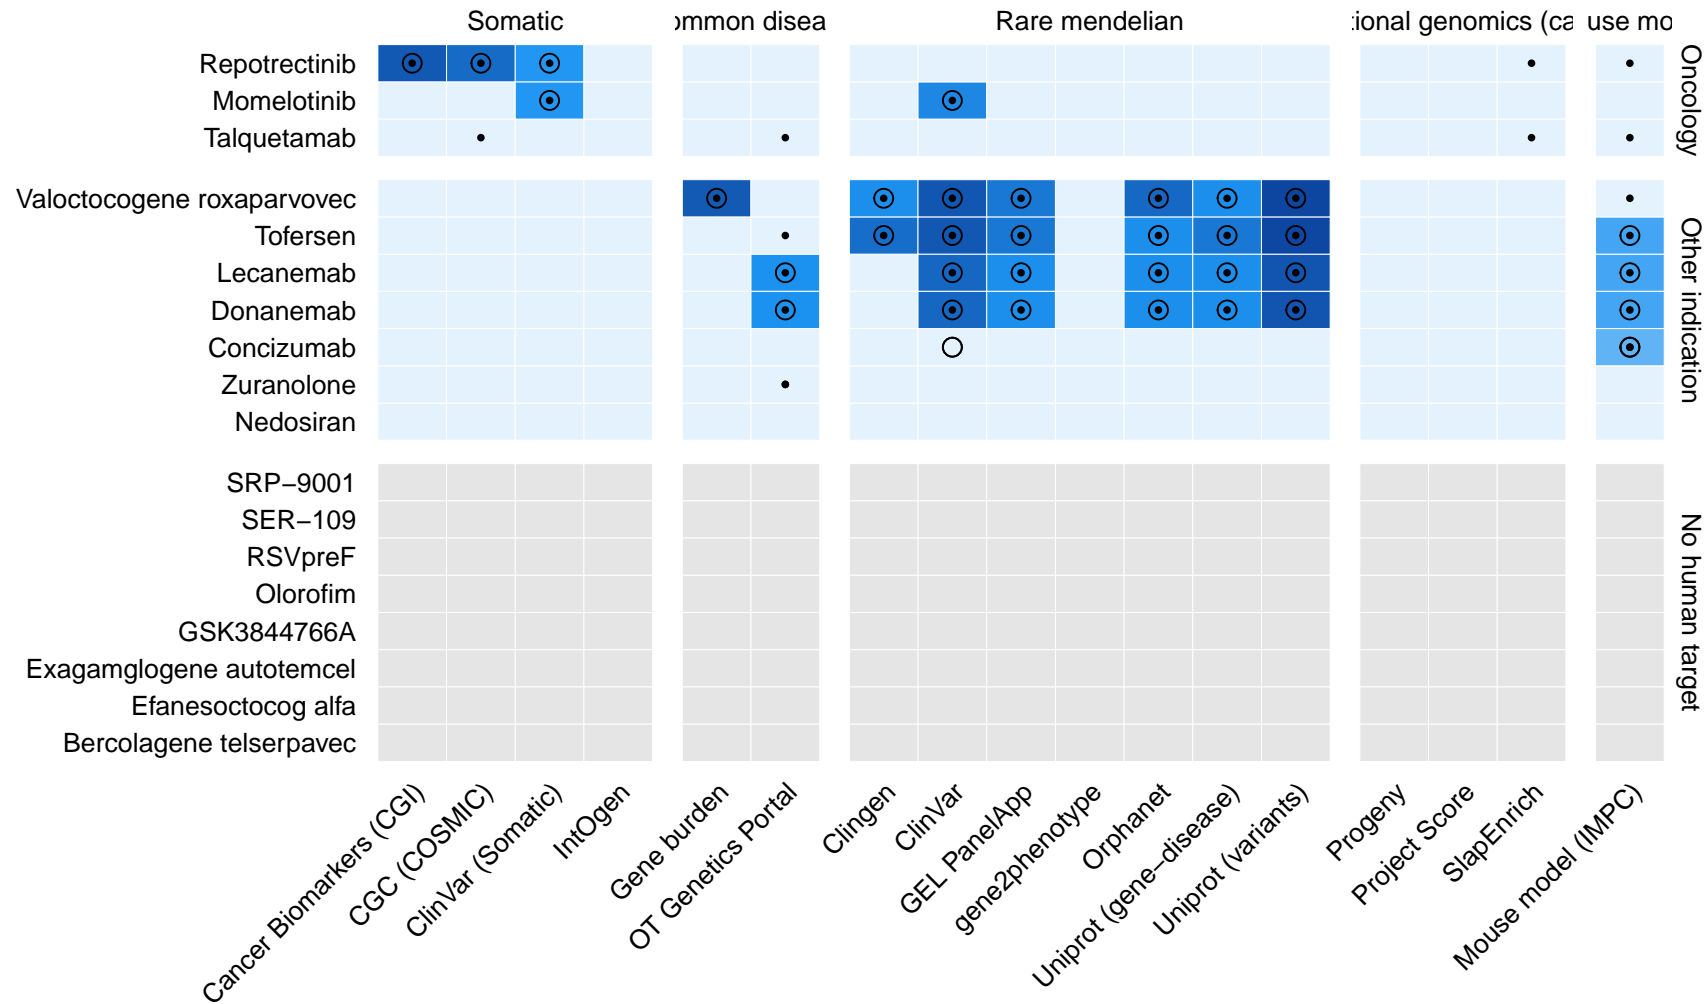 Somatic
ommon disea
Rare mendelian
tional genomics (ca
use mo
Repotrectinib
Momelotinib
Talquetamab
Oncology
Valoctocogene roxaparvovec
Tofersen
Lecanemab
Donanemab
Concizumab
Zuranolone
Nedosiran
Other indication
SRP−9001
SER−109
RSVpreF
Olorofim
GSK3844766A
Exagamglogene autotemcel
Efanesoctocog alfa
Bercolagene telserpavec
No human target
Cancer Biomarkers (CGI)
CGC (COSMIC)
ClinVar (Somatic)
IntOgen
Gene burden
OT Genetics Portal
Clingen
ClinVar
GEL PanelApp
gene2phenotype
Orphanet
Uniprot (gene−disease)
Uniprot (variants)
Progeny
Project Score
SlapEnrich
Mouse model (IMPC)